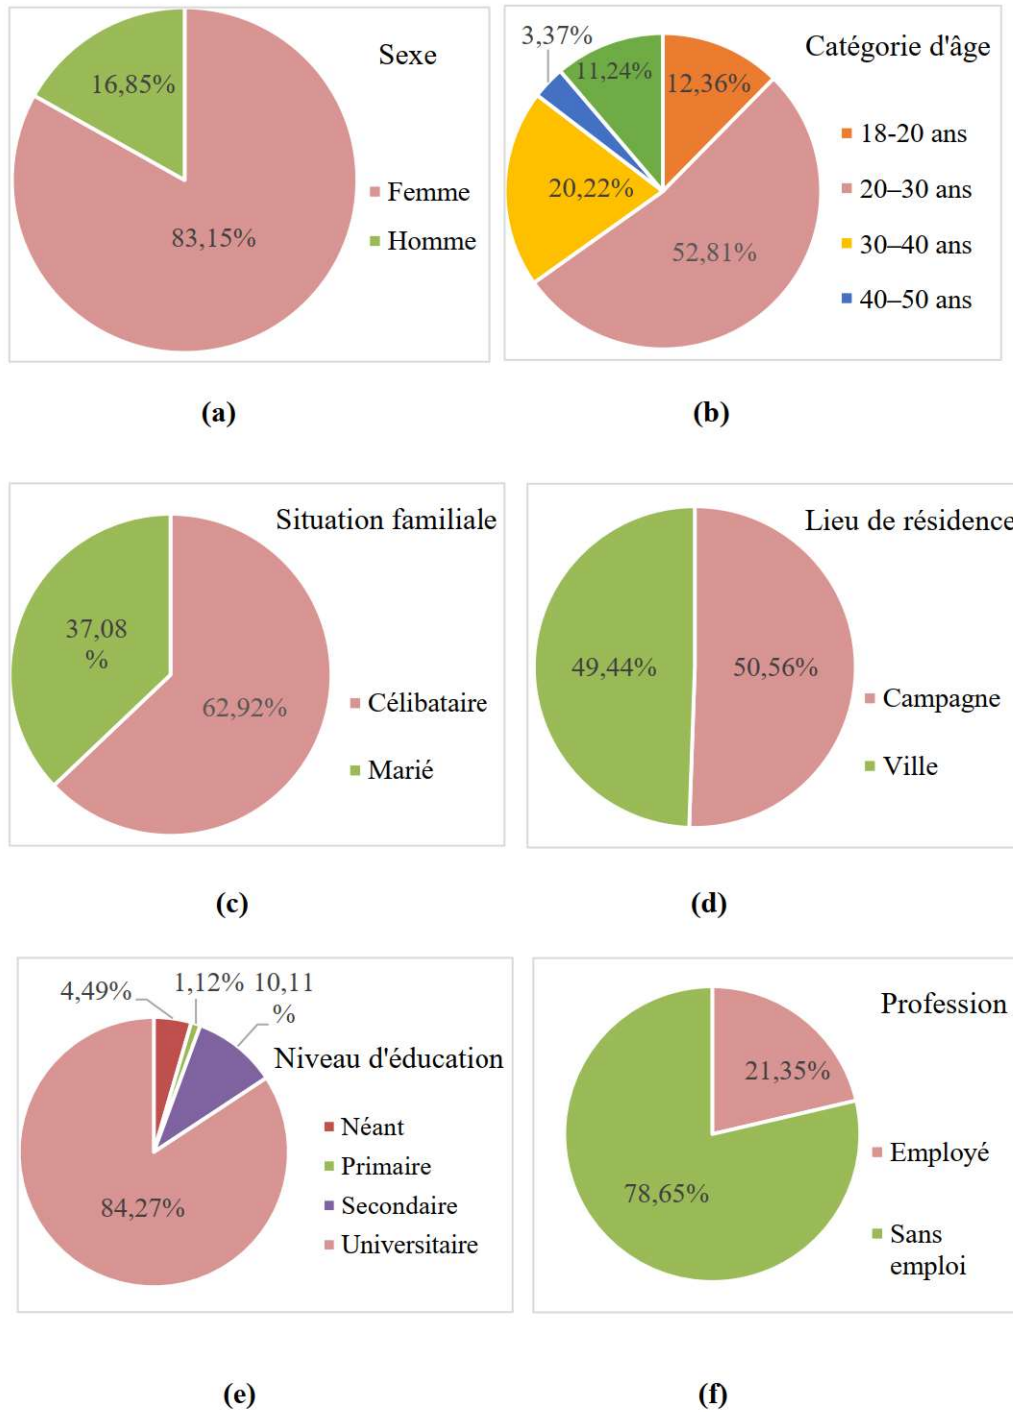 Sexe
16,85%
83,15%
Femme
Homme
(a)
Catégorie d'âge
3,37%
11,24%
12,36%
20,22%
52,81%
18-20 ans
20–30 ans
30–40 ans
40–50 ans
(b)
Situation familiale
37,08
%
62,92%
Célibataire
Marié
(c)
Lieu de résidence
49,44%
50,56%
Campagne
Ville
(d)
4,49%
1,12%
10,11
%
Niveau d'éducation
84,27%
Néant
Primaire
Secondaire
Universitaire
(e)
Profession
21,35%
78,65%
Employé
Sans
emploi
(f)